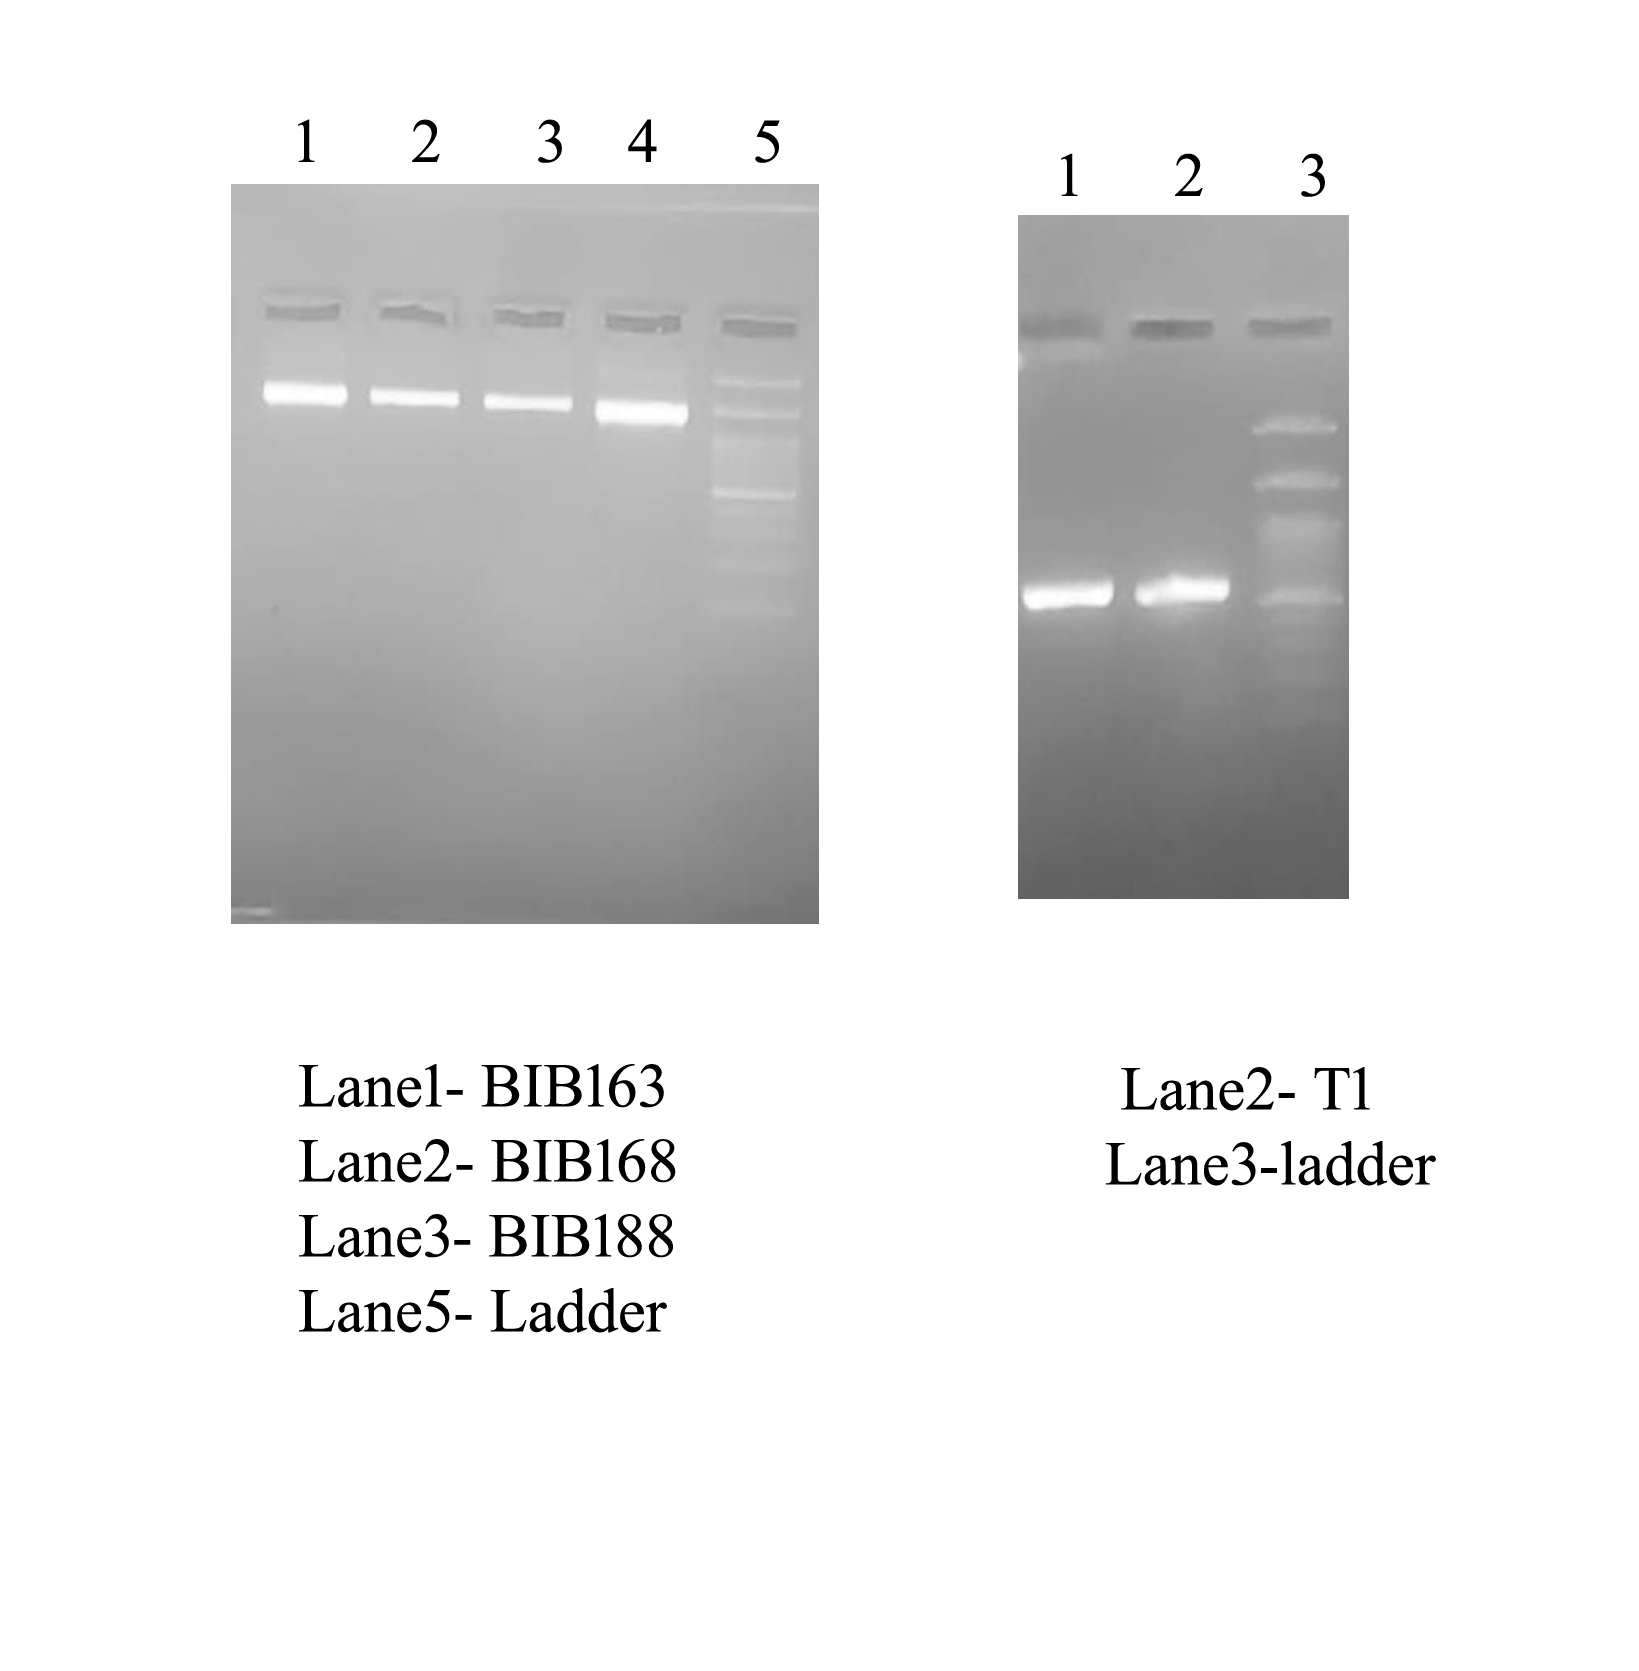 1 2 3 4 5
1 2 3
Lane1- BIB163
Lane2- BIB168
Lane3- BIB188
Lane5- Ladder
Lane2- T1
Lane3-ladder